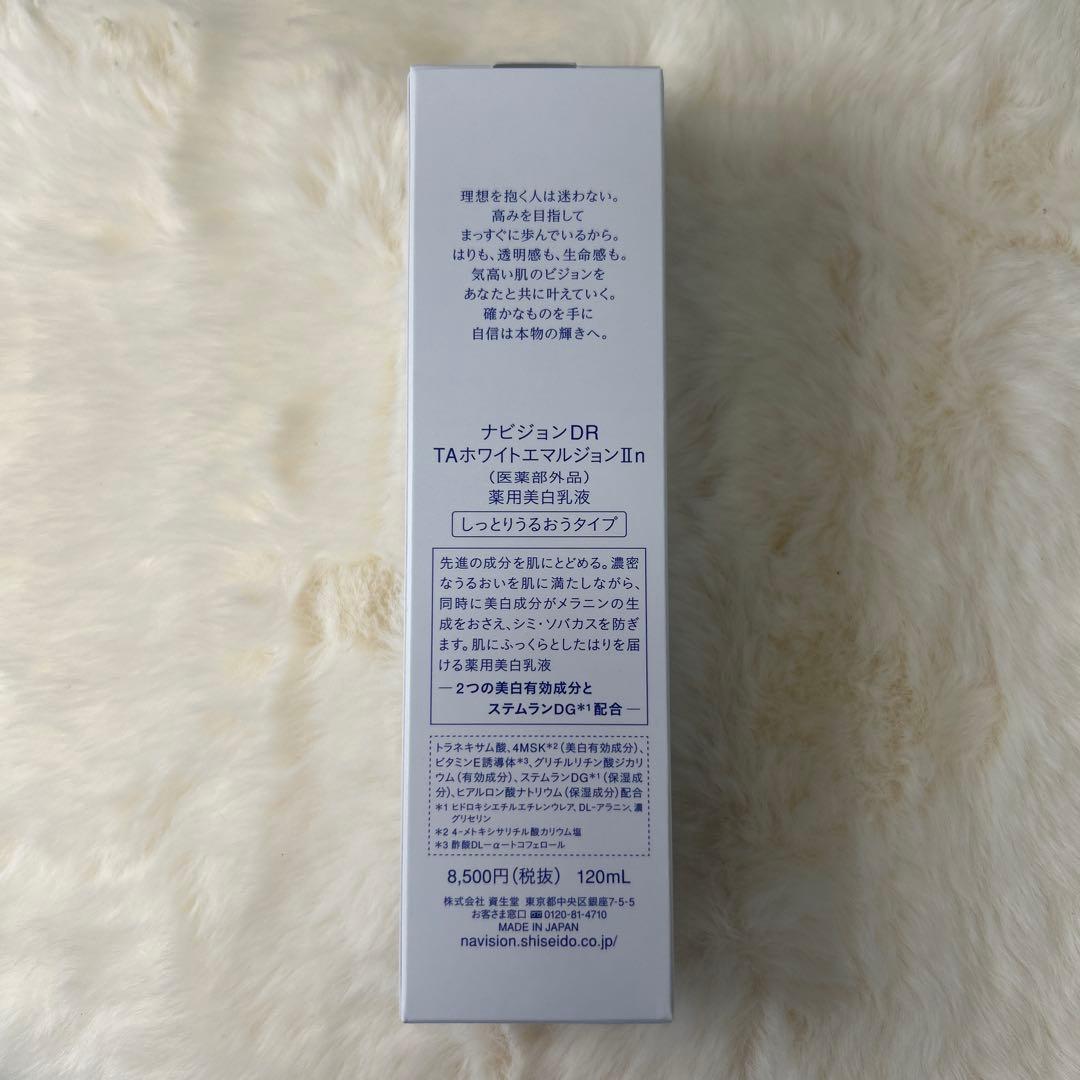 理想を抱く人は迷わない。
高みを目指して
まっすぐに歩んでいるから。
はりも、透明感も、生命感も。
気高い肌のビジョンを
あなたと共に叶えていく。
確かなものを手に
自信は本物の輝きへ。
ナビジョンDR
TAホワイトエマルジョンⅡn
（医薬部外品）
薬用美白乳液
しっとりうるおうタイプ
先進の成分を肌にとどめる。濃密
なうるおいを肌に満たしながら、
同時に美白成分がメラニンの生
成をおさえ、シミ・ソバカスを防ぎ
ます。肌にふっくらとしたはりを届
ける薬用美白乳液
―2つの美白有効成分と
ステムランDG*1配合―
トラネキサム酸、4MSK*2（美白有効成分）、
ビタミンE誘導体*3、グリチルリチン酸ジカリ
ウム（有効成分）、ステムランDG*1（保湿成
分）、ヒアルロン酸ナトリウム（保湿成分）配合
*1 ヒドロキシエチルエチレンウレア、DL-アラニン、濃
グリセリン
*2 4-メトキシサリチル酸カリウム塩
*3 酢酸DL-α-トコフェロール
8,500円（税抜） 120mL
株式会社 資生堂 東京都中央区銀座7-5-5
お客さま窓口 0120-81-4710
MADE IN JAPAN
navision.shiseido.co.jp/